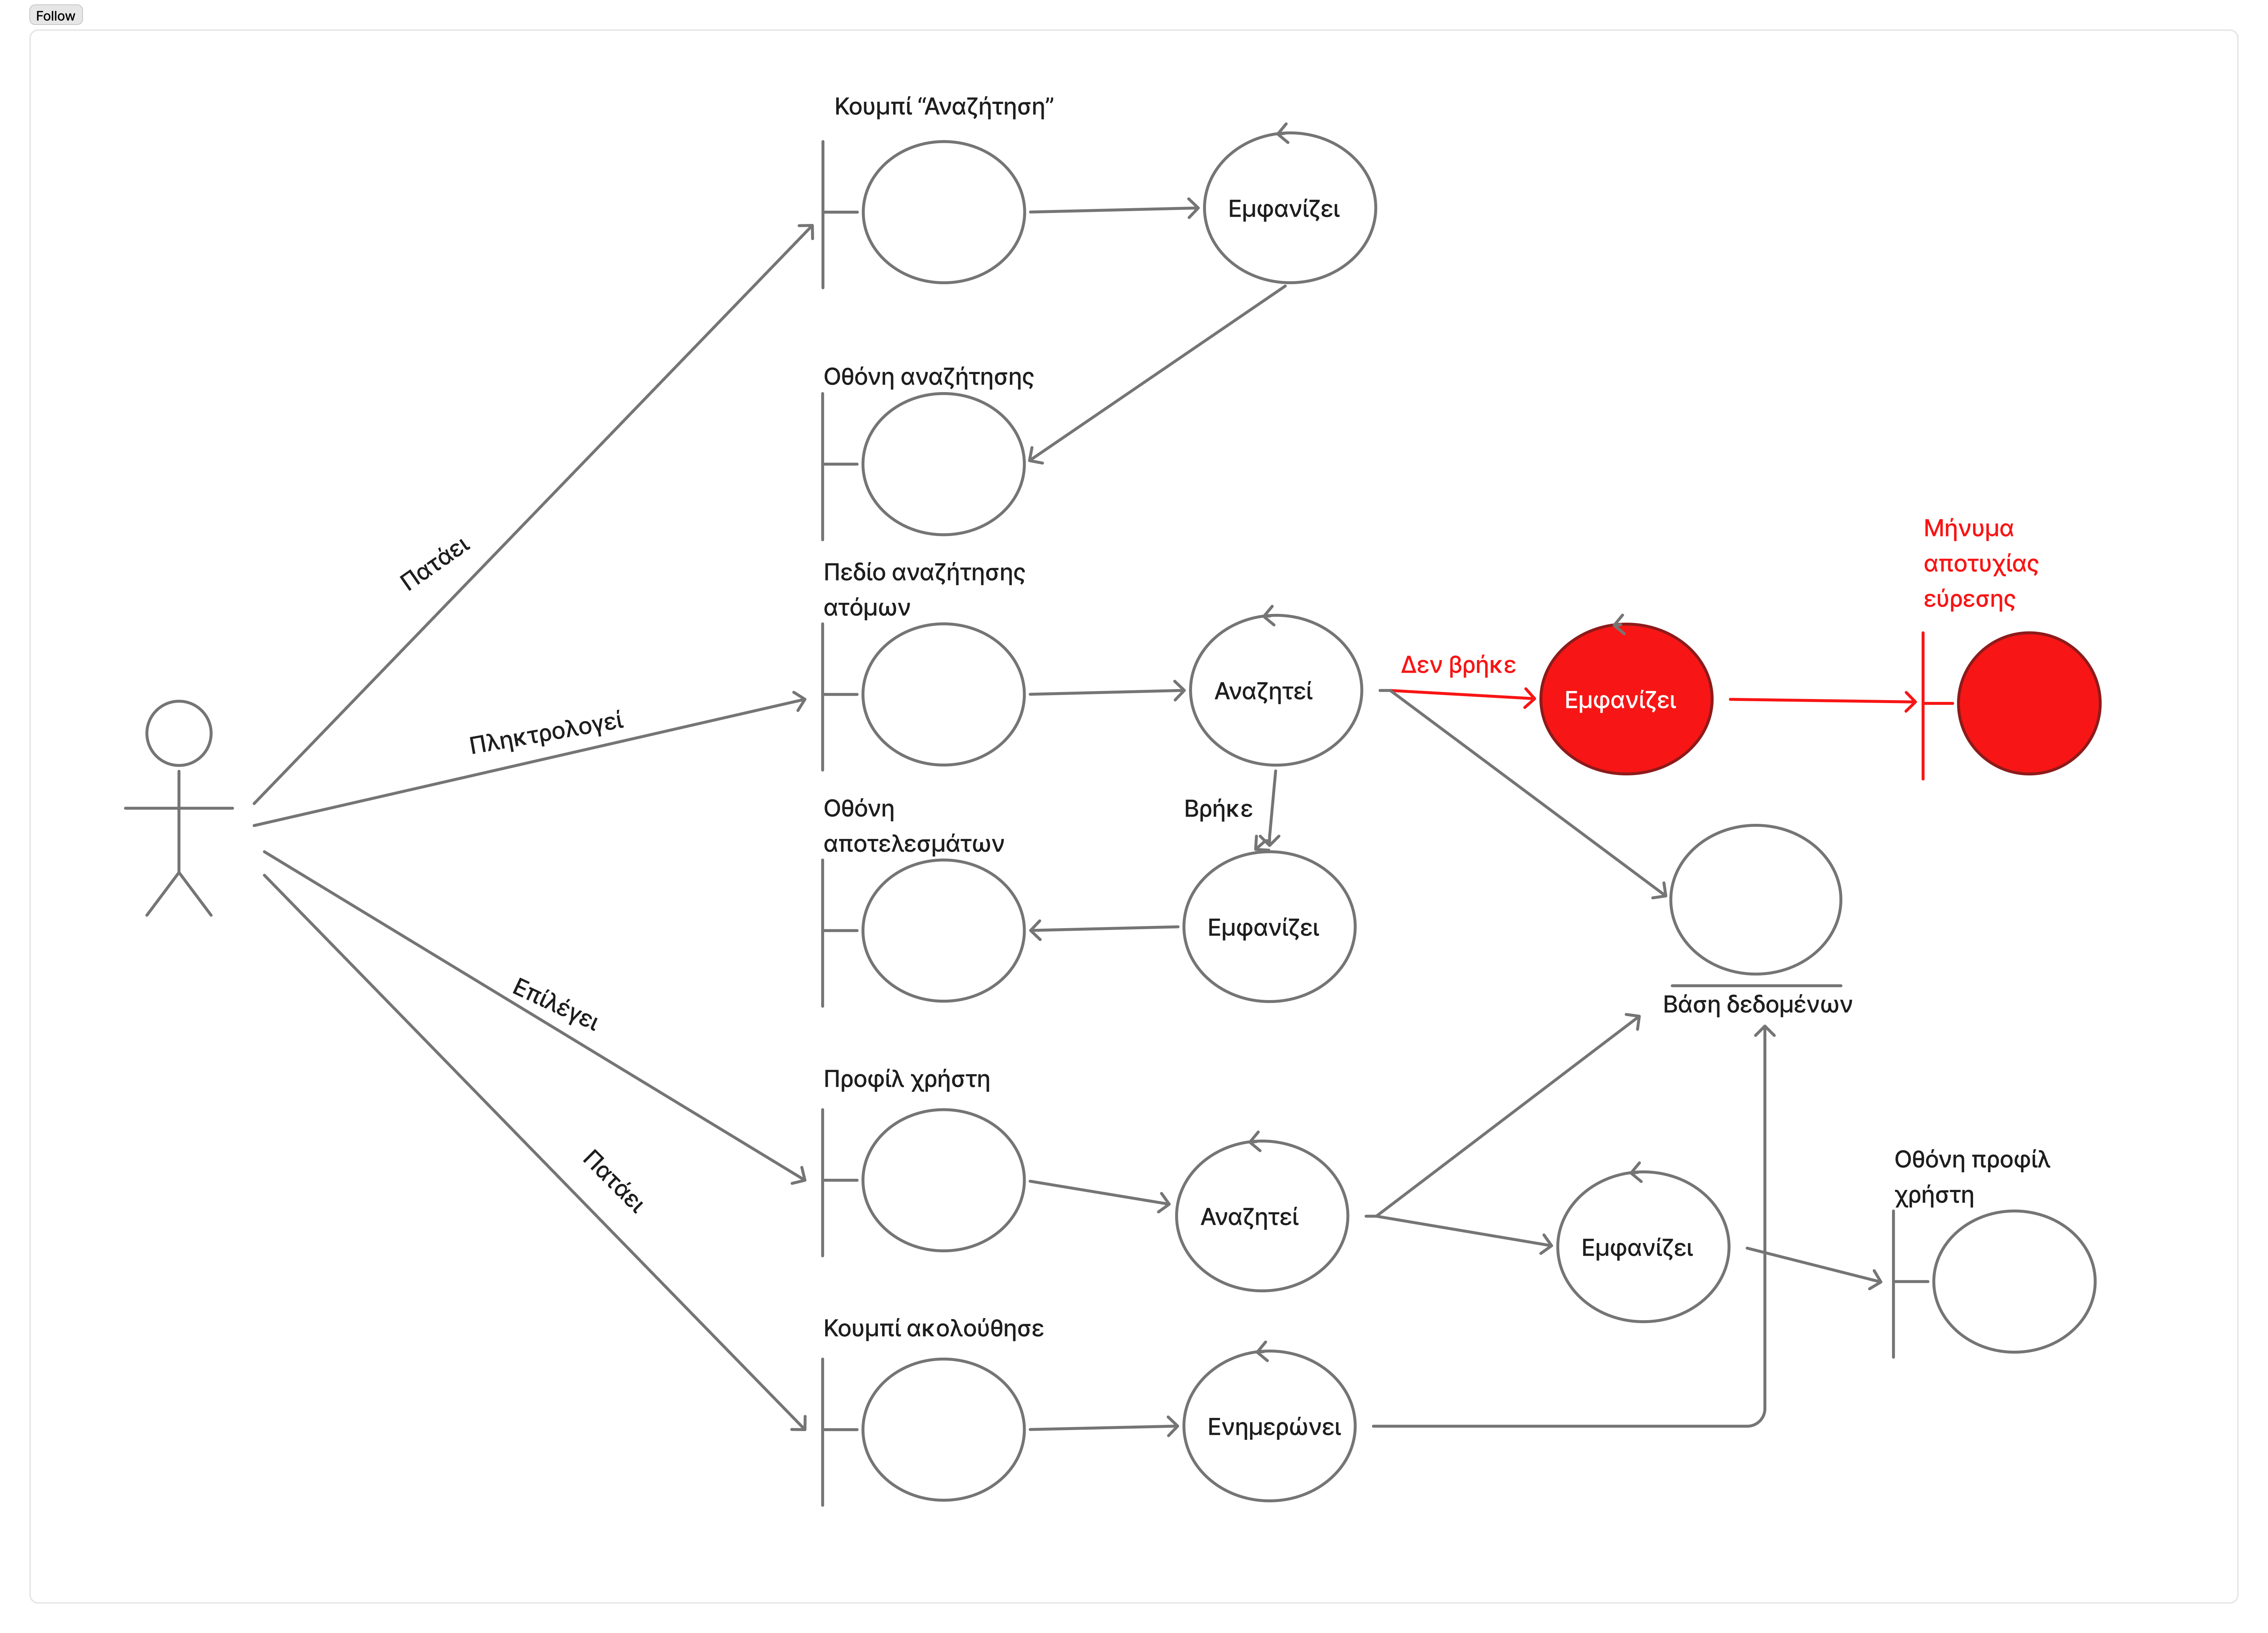 Follow
Κουμπί “Αναζήτηση”
Εμφανίζει
Οθόνη αναζήτησης
Πατάει
Πεδίο αναζήτησης
ατόμων
Μήνυμα
αποτυχίας
εύρεσης
Δεν βρήκε
Αναζητεί
Εμφανίζει
Πληκτρολογεί
Οθόνη
αποτελεσμάτων
Βρήκε
Εμφανίζει
Επίλέγει
Βάση δεδομένων
Προφίλ χρήστη
Πατάει
Αναζητεί
Εμφανίζει
Οθόνη προφίλ
χρήστη
Κουμπί ακολούθησε
Ενημερώνει